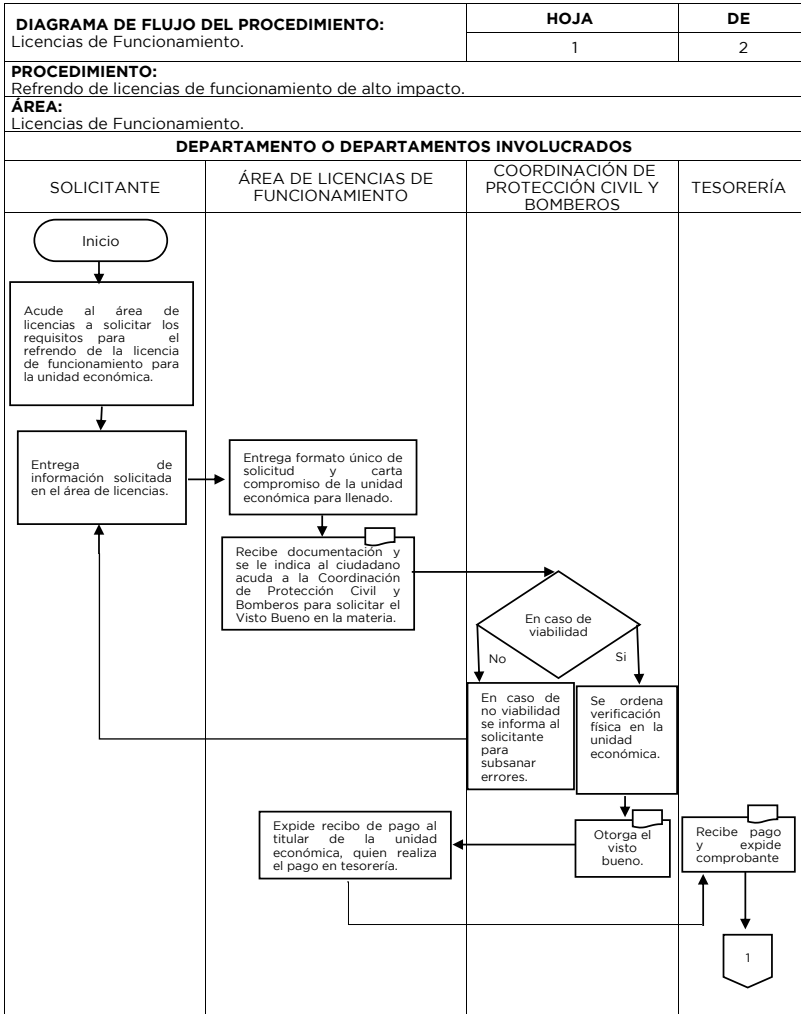 DIAGRAMA DE FLUJO DEL PROCEDIMIENTO:
Licencias de Funcionamiento.
HOJA
DE
1
2
PROCEDIMIENTO:
Refrendo de licencias de funcionamiento de alto impacto.
ÁREA:
Licencias de Funcionamiento.
DEPARTAMENTO O DEPARTAMENTOS INVOLUCRADOS
SOLICITANTE
ÁREA DE LICENCIAS DE
FUNCIONAMIENTO
COORDINACIÓN DE
PROTECCIÓN CIVIL Y
BOMBEROS
TESORERÍA
Inicio
Acude al área de
licencias a solicitar los
requisitos para el
refrendo de la licencia
de funcionamiento para
la unidad económica.
Entrega de
información solicitada
en el área de licencias.
Entrega formato único de
solicitud y carta
compromiso de la unidad
económica para llenado.
Recibe documentación y
se le indica al ciudadano
acuda a la Coordinación
de Protección Civil y
Bomberos para solicitar el
Visto Bueno en la materia.
En caso de
viabilidad
No
Si
En caso de
no viabilidad
se informa al
solicitante
para
subsanar
errores.
Se ordena
verificación
física en la
unidad
económica.
Expide recibo de pago al
titular de la unidad
económica, quien realiza
el pago en tesorería.
Otorga el
visto
bueno.
Recibe pago
y expide
comprobante
1